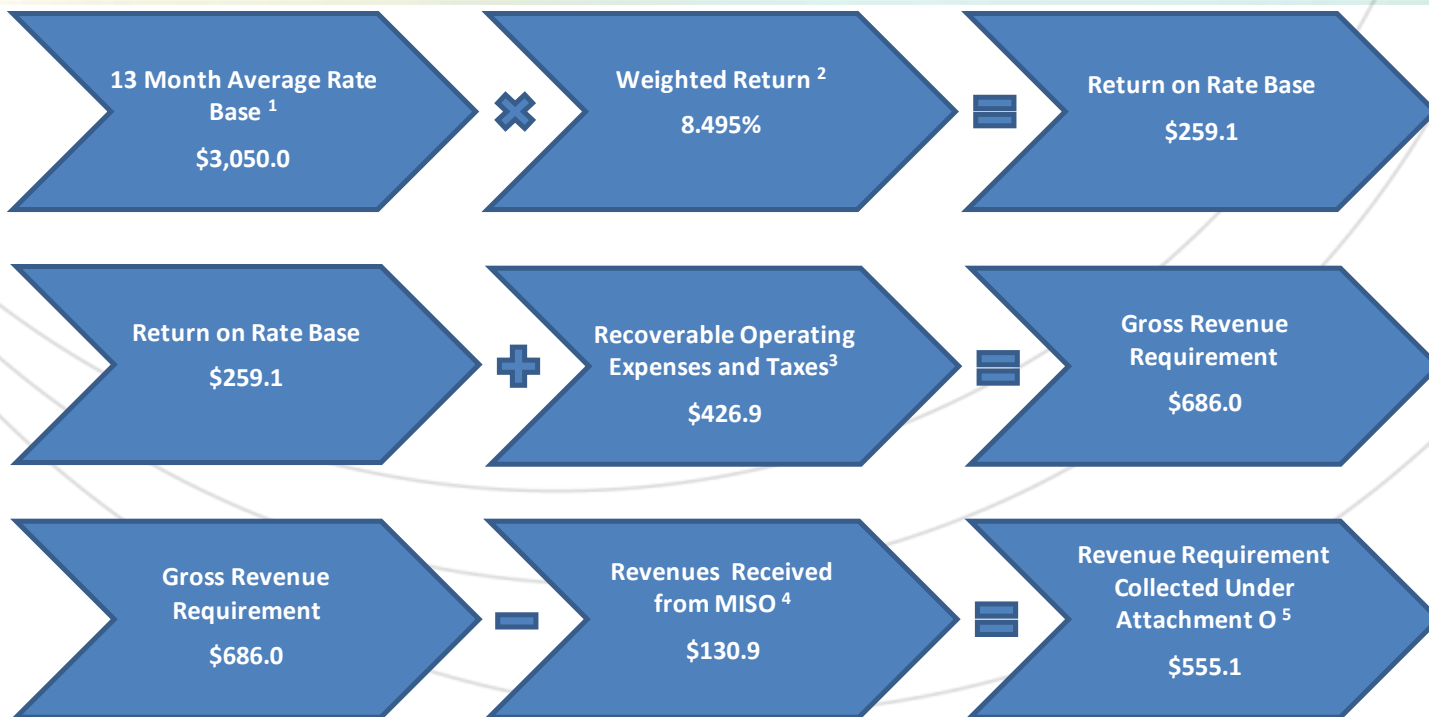 13 Month Average Rate
Base 1
$3,050.0
Weighted Return 2
8.495%
Return on Rate Base
$259.1
Return on Rate Base
$259.1
Recoverable Operating
Expenses and Taxes3
$426.9
Gross Revenue
Requirement
$686.0
Gross Revenue
Requirement
$686.0
Revenues Received
from MISO 4
$130.9
Revenue Requirement
Collected Under
Attachment O 5
$555.1